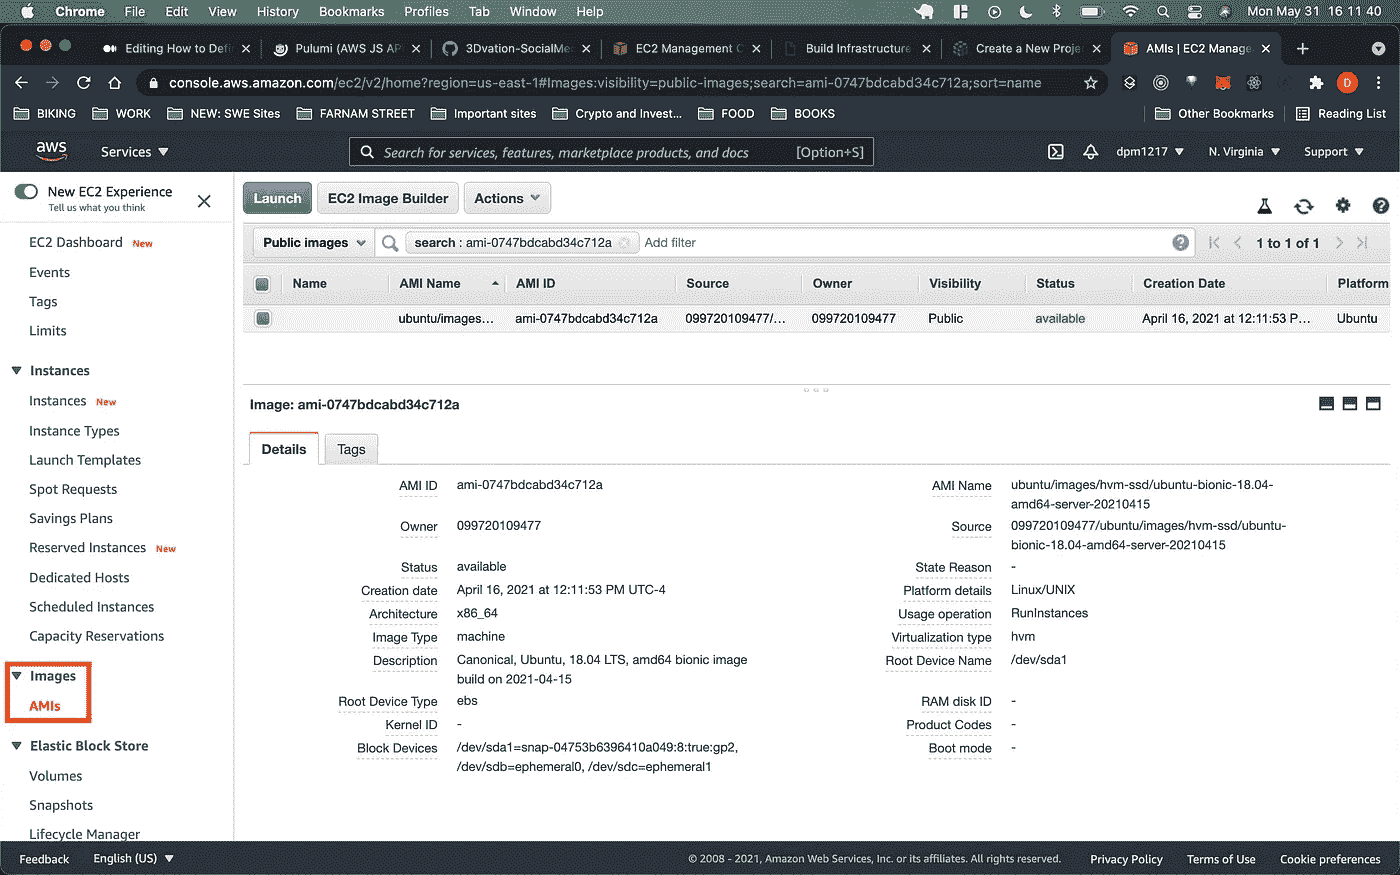 Chrome File Edit View History Bookmarks Profiles Tab Window Help Mon May 31 16 11 40
Editing How to Defi Pulumi (AWS JS AP 3Dvation-SocialMe EC2 Management C Build Infrastructure Create a New Proje AMIs | EC2 Manage
console.aws.amazon.com/ec2/v2/home?region=us-east-1#Images:visibility=public-images;search=ami-0747bdcabd34c712a;sort=name D
BIKING WORK NEW: SWE Sites FARNAM STREET Important sites Crypto and Invest... FOOD BOOKS Other Bookmarks Reading List
aws Services Search for services, features, marketplace products, and docs [Option+S] dpm1217 N. Virginia Support
New EC2 Experience
Tell us what you think
EC2 Dashboard New
Events
Tags
Limits
Instances
Instances New
Instance Types
Launch Templates
Spot Requests
Savings Plans
Reserved Instances New
Dedicated Hosts
Scheduled Instances
Capacity Reservations
Images
AMIs
Elastic Block Store
Volumes
Snapshots
Lifecycle Manager
Launch EC2 Image Builder Actions
Public images search : ami-0747bdcabd34c712a Add filter 1 to 1 of 1
Name AMI Name AMI ID Source Owner Visibility Status Creation Date Platform
ubuntu/images... ami-0747bdcabd34c712a 099720109477/... 099720109477 Public available April 16, 2021 at 12:11:53 P... Ubuntu
Image: ami-0747bdcabd34c712a
Details Tags
AMI ID ami-0747bdcabd34c712a
Owner 099720109477
Status available
Creation date April 16, 2021 at 12:11:53 PM UTC-4
Architecture x86_64
Image Type machine
Description Canonical, Ubuntu, 18.04 LTS, amd64 bionic image
build on 2021-04-15
Root Device Type ebs
Kernel ID -
Block Devices /dev/sda1=snap-04753b6396410a049:8:true:gp2,
/dev/sdb=ephemeral0, /dev/sdc=ephemeral1
AMI Name ubuntu/images/hvm-ssd/ubuntu-bionic-18.04-
amd64-server-20210415
Source 099720109477/ubuntu/images/hvm-ssd/ubuntu-
bionic-18.04-amd64-server-20210415
State Reason -
Platform details Linux/UNIX
Usage operation RunInstances
Virtualization type hvm
Root Device Name /dev/sda1
RAM disk ID -
Product Codes -
Boot mode -
Feedback English (US) © 2008 - 2021, Amazon Web Services, Inc. or its affiliates. All rights reserved. Privacy Policy Terms of Use Cookie preferences